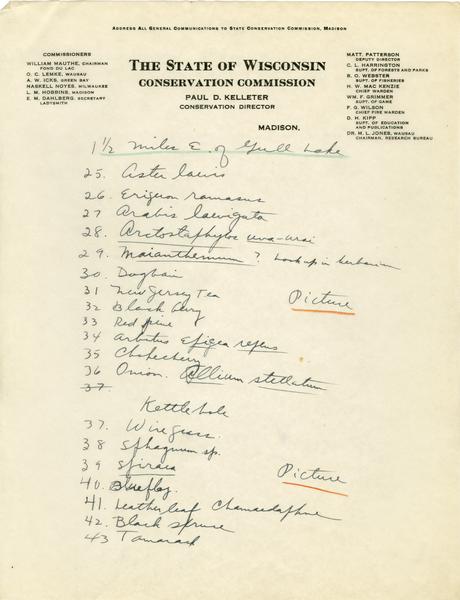 ADDRESS ALL GENERAL COMMUNICATIONS TO STATE CONSERVATION COMMISSION, MADISON
COMMISSIONERS
WILLIAM MAUTHE, CHAIRMAN
FOND DU LAC
O. C. LEMKE, WAUSAU
A. W. ICKS, GREEN BAY
HASKELL NOYES, MILWAUKEE
L. M. HOBBINS, MADISON
E. M. DAHLBERG, SECRETARY
LADYSMITH
THE STATE OF WISCONSIN
CONSERVATION COMMISSION
PAUL D. KELLETER
CONSERVATION DIRECTOR
MATT. PATTERSON
DEPUTY DIRECTOR
C. L. HARRINGTON
SUPT. OF FORESTS AND PARKS
B. O. WEBSTER
SUPT. OF FISHERIES
H. W. MAC KENZIE
CHIEF WARDEN
WM. F. GRIMMER
SUPT. OF GAME
F. G. WILSON
CHIEF FIRE WARDEN
D. H. KIPP
SUPT. OF EDUCATION
AND PUBLICATIONS
DR. M. L. JONES, WAUSAU
CHAIRMAN, RESEARCH BUREAU
MADISON,
1½ miles E. of Gull Lake
25. Aster laevis
26. Erigeron ramosus
27 Arabis laevigata
28. Arctostaphylos uva-ursi
29. Maianthemum ? Look up in herbarium
30. Dogbain
31 New Jersey Tea
32 Black berry
Picture
33 Red pine
34 Arbutus Epigea repens
35 Chokecherry
36 Onion. Allium stellatum
37.
Kettle hole
37. Wiregrass.
38 Sphagnum sp.
39 Spiraea
Picture
40. Blueflag.
41. Leatherleaf Chamaedaphne
42. Black spruce
43 Tamarack